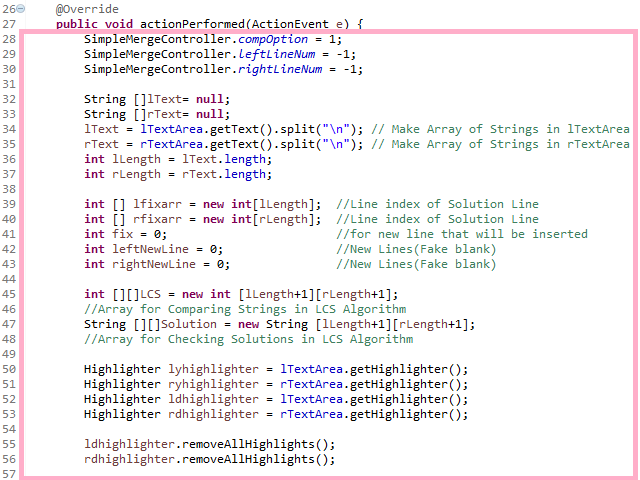 26 @Override
27 public void actionPerformed(ActionEvent e) {
28 SimpleMergeController.compOption = 1;
29 SimpleMergeController.leftLineNum = -1;
30 SimpleMergeController.rightLineNum = -1;
31
32 String []lText= null;
33 String []rText= null;
34 lText = lTextArea.getText().split("\n"); // Make Array of Strings in lTextArea
35 rText = rTextArea.getText().split("\n"); // Make Array of Strings in rTextArea
36 int lLength = lText.length;
37 int rLength = rText.length;
38
39 int [] lfixarr = new int[lLength]; //Line index of Solution Line
40 int [] rfixarr = new int[rLength]; //Line index of Solution Line
41 int fix = 0; //for new line that will be inserted
42 int leftNewLine = 0; //New Lines(Fake blank)
43 int rightNewLine = 0; //New Lines(Fake blank)
44
45 int [][]LCS = new int [lLength+1][rLength+1];
46 //Array for Comparing Strings in LCS Algorithm
47 String [][]Solution = new String [lLength+1][rLength+1];
48 //Array for Checking Solutions in LCS Algorithm
49
50 Highlighter lyhighlighter = lTextArea.getHighlighter();
51 Highlighter ryhighlighter = rTextArea.getHighlighter();
52 Highlighter ldhighlighter = lTextArea.getHighlighter();
53 Highlighter rdhighlighter = rTextArea.getHighlighter();
54
55 ldhighlighter.removeAllHighlights();
56 rdhighlighter.removeAllHighlights();
57